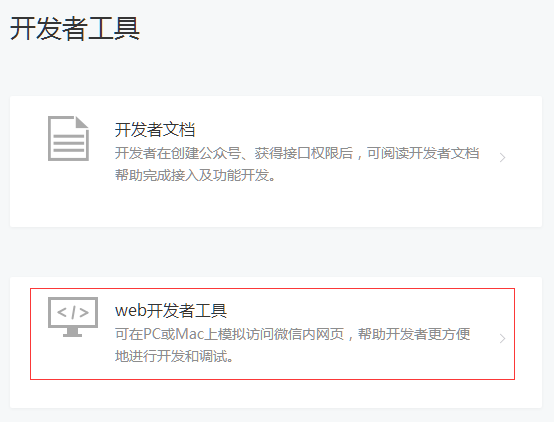 开发者工具
开发者文档
开发者在创建公众号、获得接口权限后，可阅读开发者文档
帮助完成接入及功能开发。
</>
web开发者工具
可在PC或Mac上模拟访问微信内网页，帮助开发者更方便
地进行开发和调试。